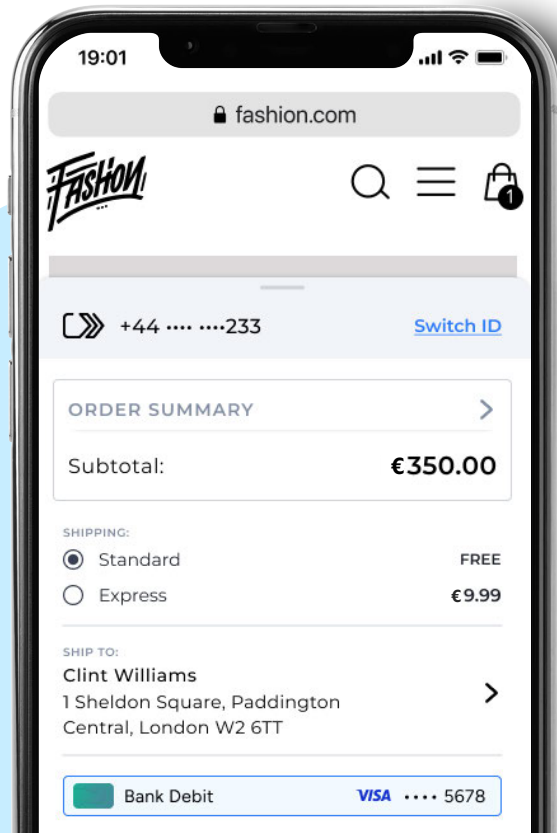 19:01
fashion.com
FASHION
1
+44 •••• ••••233 Switch ID
ORDER SUMMARY
Subtotal: €350.00
SHIPPING:
Standard FREE
Express €9.99
SHIP TO:
Clint Williams
1 Sheldon Square, Paddington
Central, London W2 6TT
Bank Debit VISA •••• 5678